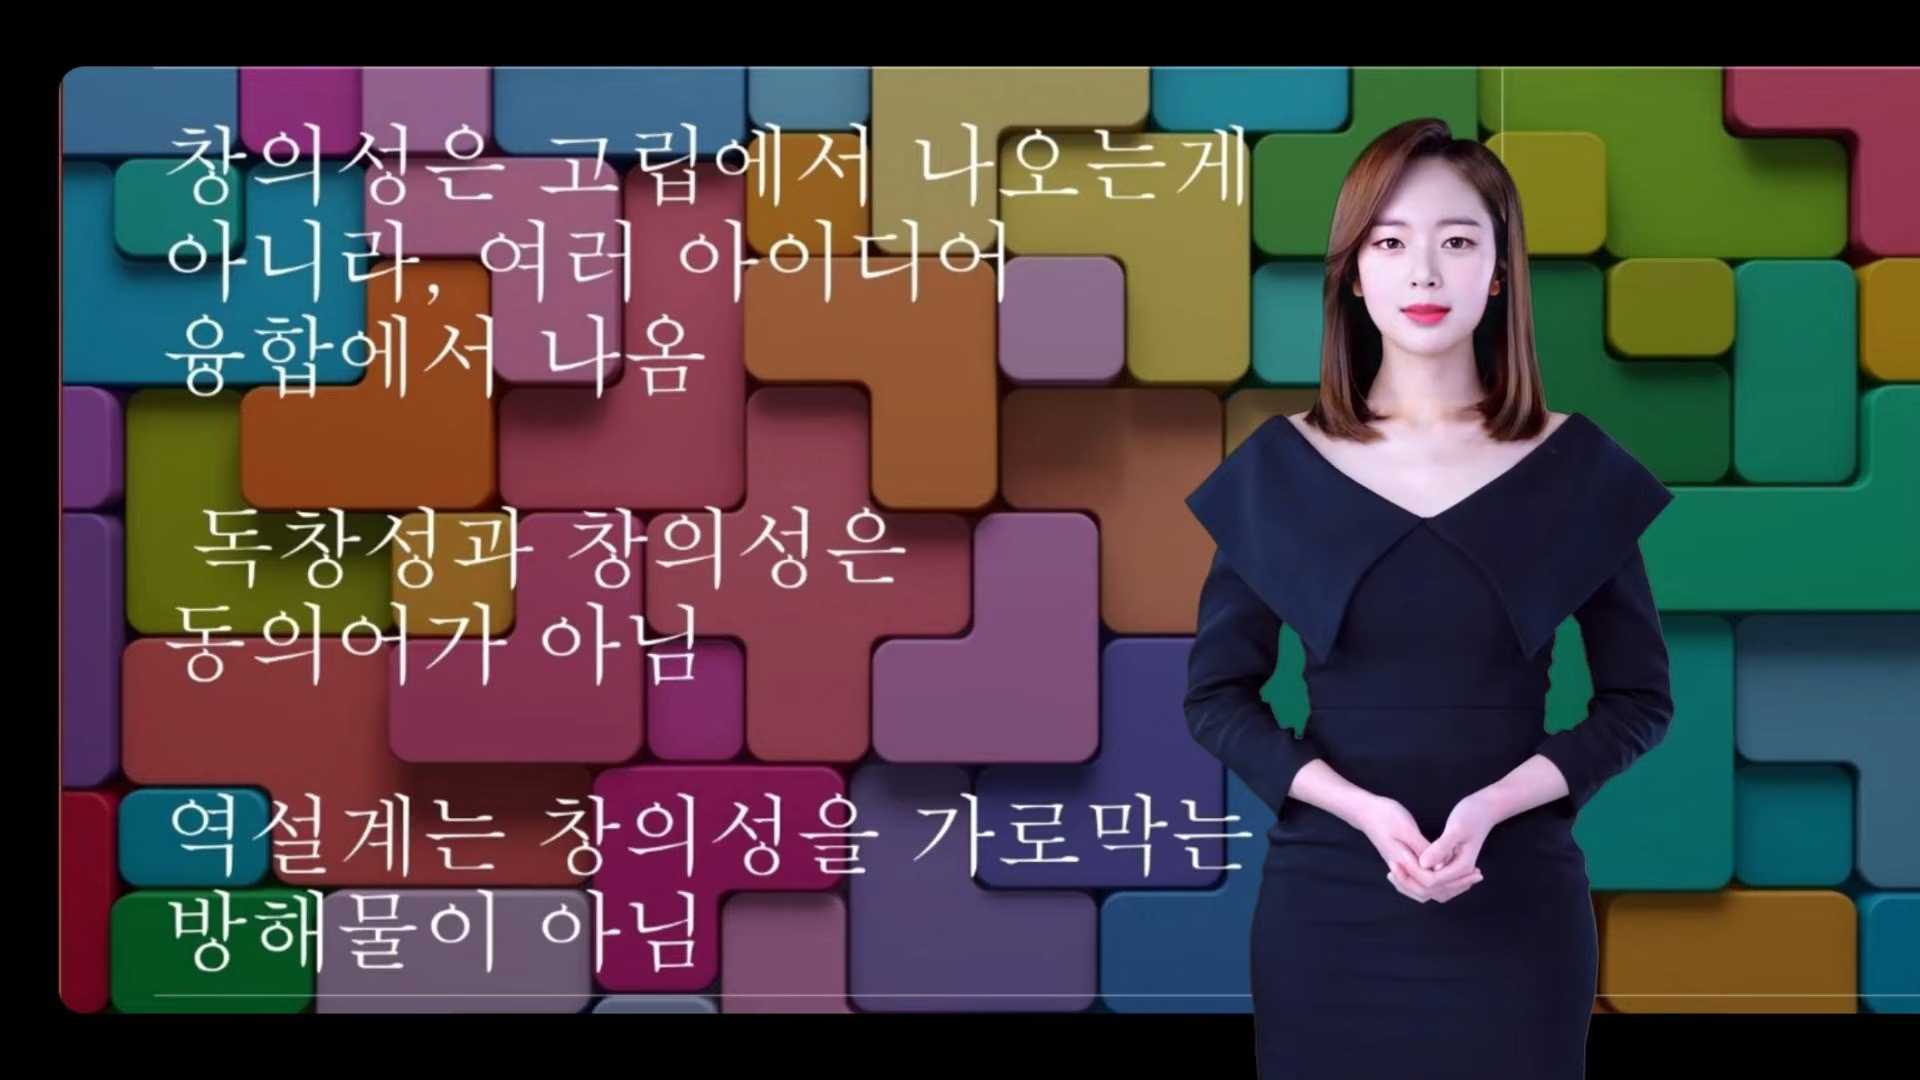 창의성은 고립에서 나오는게
아니라, 여러 아이디어
융합에서 나옴
독창성과 창의성은
동의어가 아님
역설계는 창의성을 가로막는
방해물이 아님